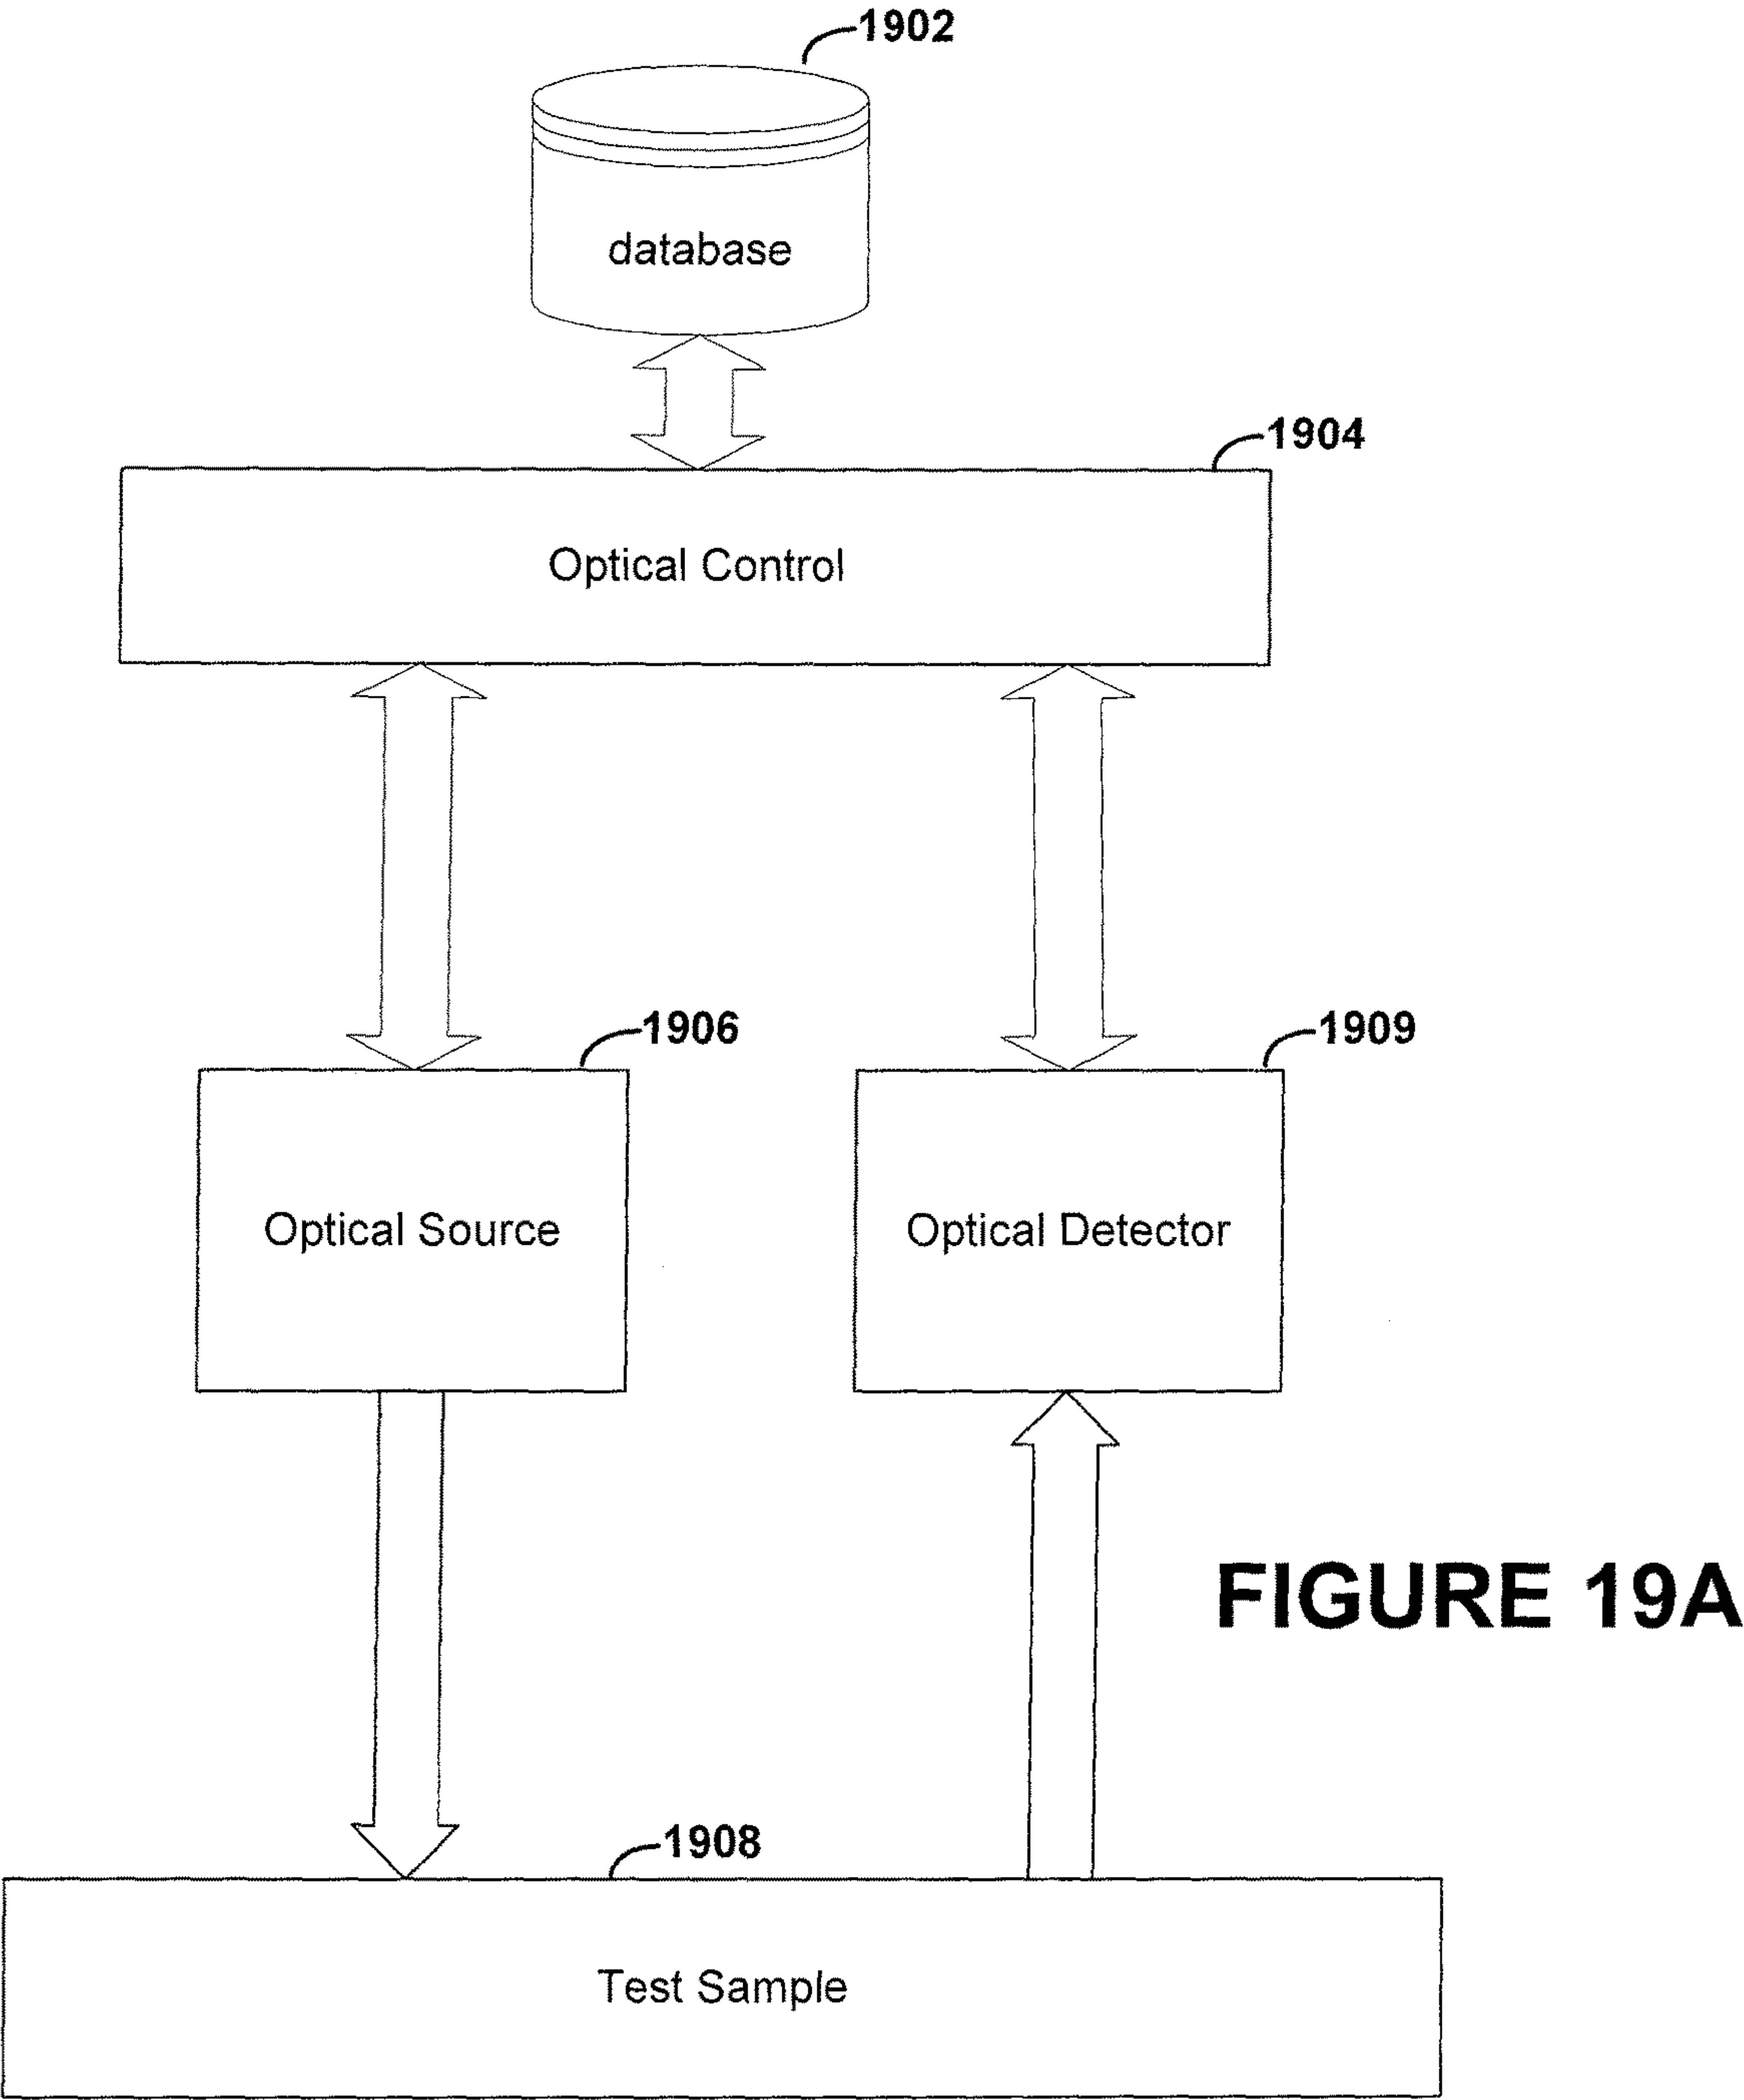 1902
database
1904
Optical Control
1906
1909
Optical Source
Optical Detector
FIGURE 19A
1908
Test Sample